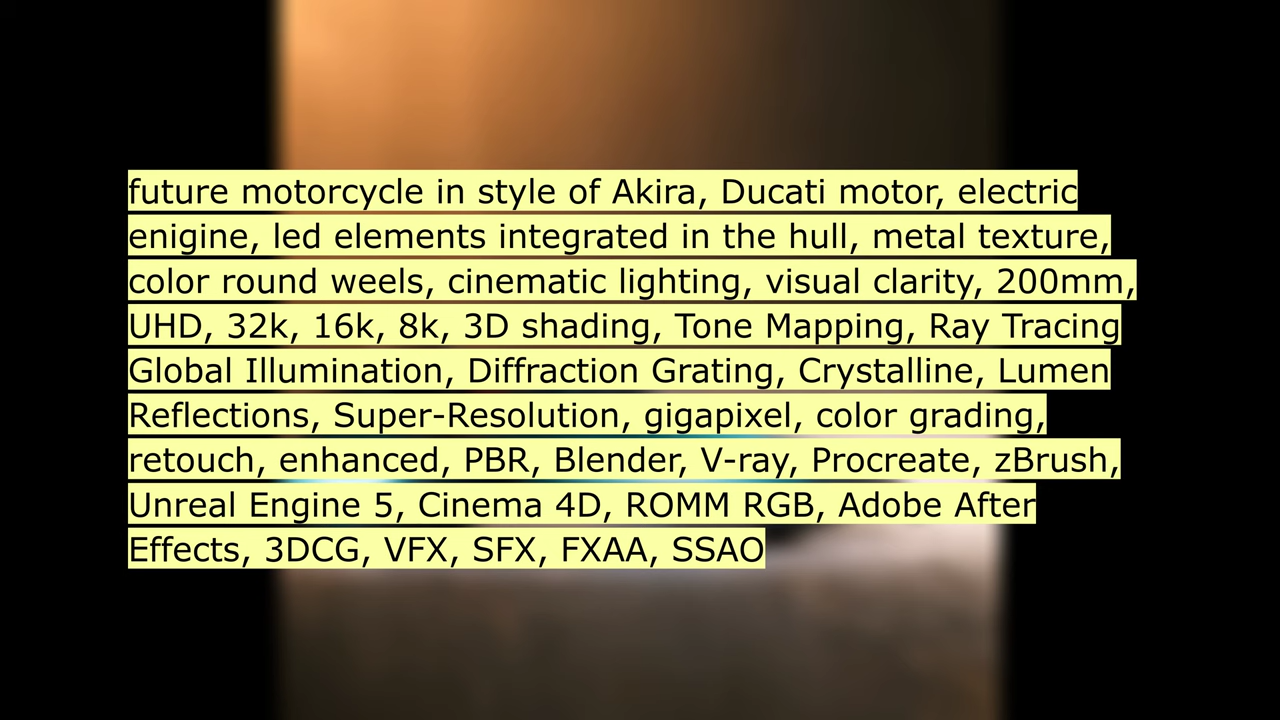 future motorcycle in style of Akira, Ducati motor, electric
enigine, led elements integrated in the hull, metal texture,
color round weels, cinematic lighting, visual clarity, 200mm,
UHD, 32k, 16k, 8k, 3D shading, Tone Mapping, Ray Tracing
Global Illumination, Diffraction Grating, Crystalline, Lumen
Reflections, Super-Resolution, gigapixel, color grading,
retouch, enhanced, PBR, Blender, V-ray, Procreate, zBrush,
Unreal Engine 5, Cinema 4D, ROMM RGB, Adobe After
Effects, 3DCG, VFX, SFX, FXAA, SSAO